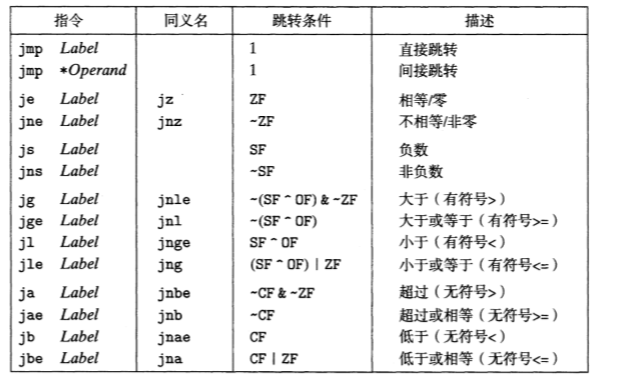 指令 同义名 跳转条件 描述
jmp Label 1 直接跳转
jmp *Operand 1 间接跳转
je Label jz ZF 相等/零
jne Label jnz ~ZF 不相等/非零
js Label SF 负数
jns Label ~SF 非负数
jg Label jnle ~(SF ^ OF) & ~ZF 大于（有符号>）
jge Label jnl ~(SF ^ OF) 大于或等于（有符号>=）
jl Label jnge SF ^ OF 小于（有符号<）
jle Label jng (SF ^ OF) | ZF 小于或等于（有符号<=）
ja Label jnbe ~CF & ~ZF 超过（无符号>）
jae Label jnb ~CF 超过或相等（无符号>=）
jb Label jnae CF 低于（无符号<）
jbe Label jna CF | ZF 低于或相等（无符号<=）